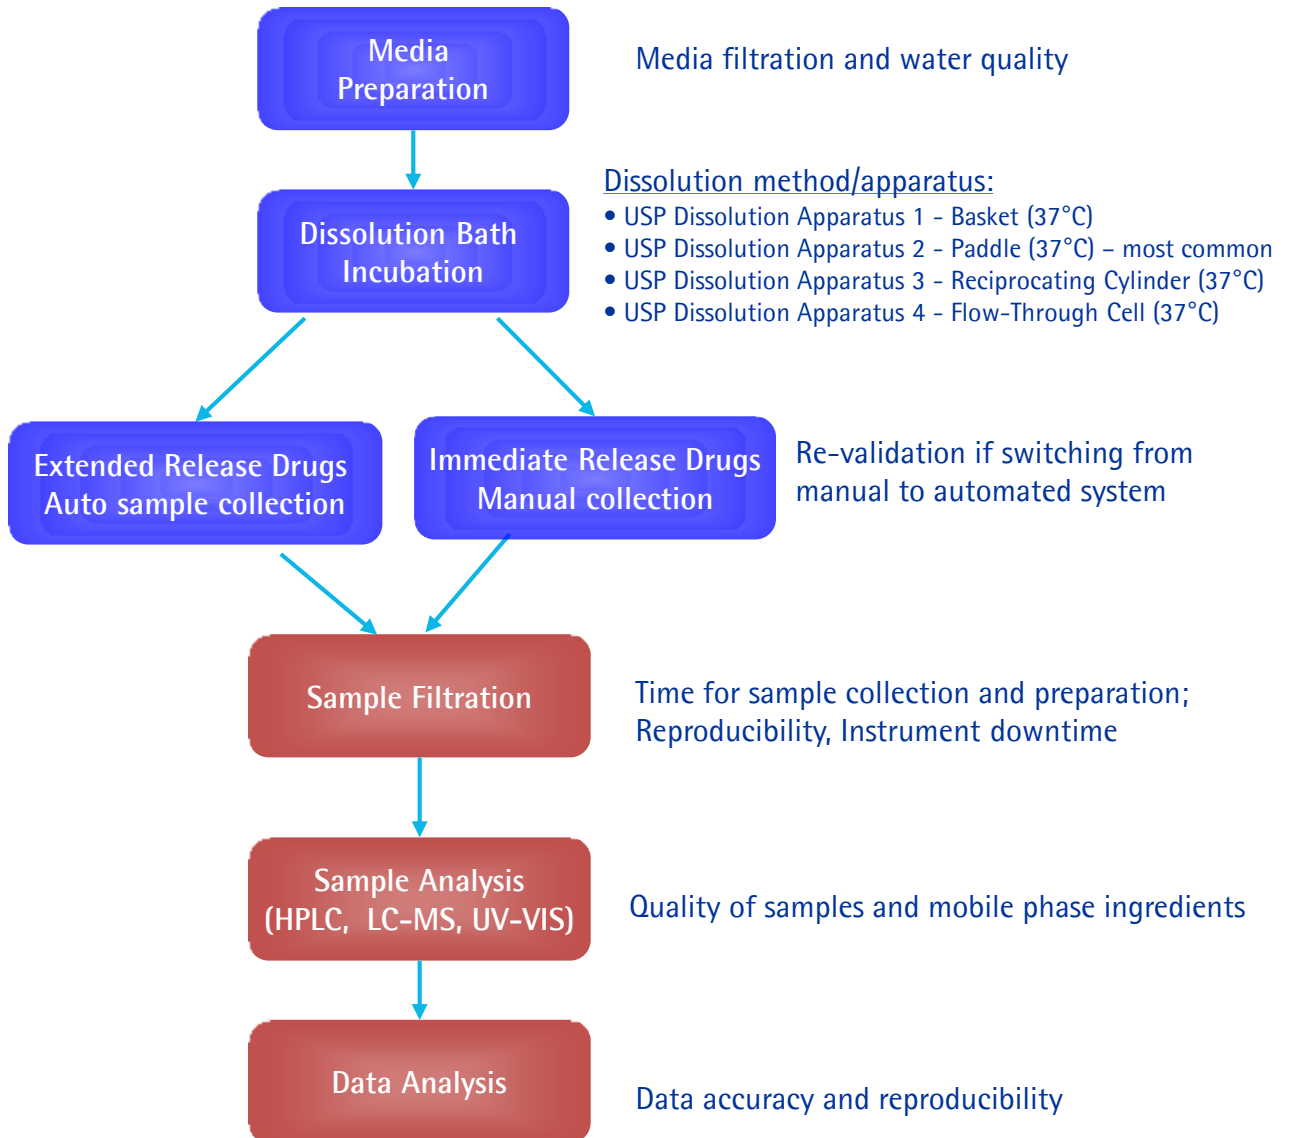 Media
Preparation
Media filtration and water quality
Dissolution Bath
Incubation
Dissolution method/apparatus:
• USP Dissolution Apparatus 1 - Basket (37°C)
• USP Dissolution Apparatus 2 - Paddle (37°C) – most common
• USP Dissolution Apparatus 3 - Reciprocating Cylinder (37°C)
• USP Dissolution Apparatus 4 - Flow-Through Cell (37°C)
Extended Release Drugs
Auto sample collection
Immediate Release Drugs
Manual collection
Re-validation if switching from
manual to automated system
Sample Filtration
Time for sample collection and preparation;
Reproducibility, Instrument downtime
Sample Analysis
(HPLC, LC-MS, UV-VIS)
Quality of samples and mobile phase ingredients
Data Analysis
Data accuracy and reproducibility